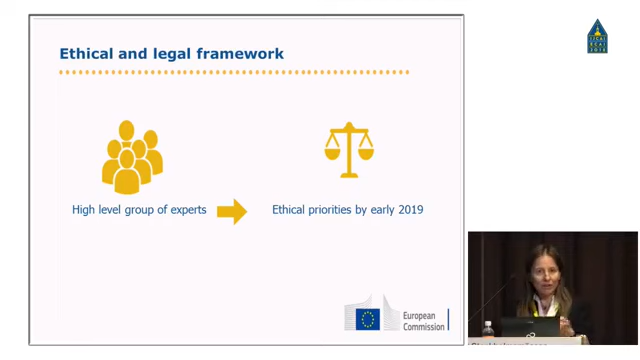 Ethical and legal framework
High level group of experts
Ethical priorities by early 2019
European
Commission